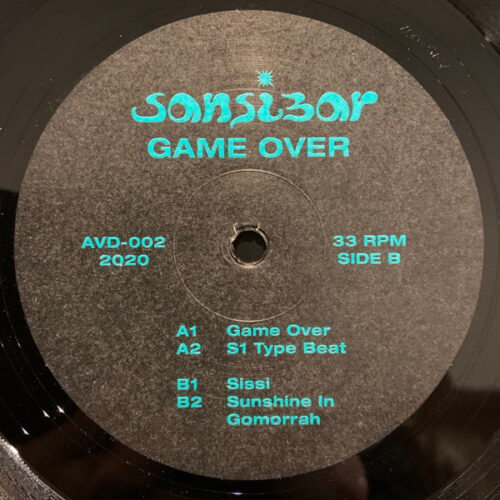 sansibar
GAME OVER
AVD-002
2020
33 RPM
SIDE B
A1 Game Over
A2 S1 Type Beat
B1 Sissi
B2 Sunshine In
Gomorrah